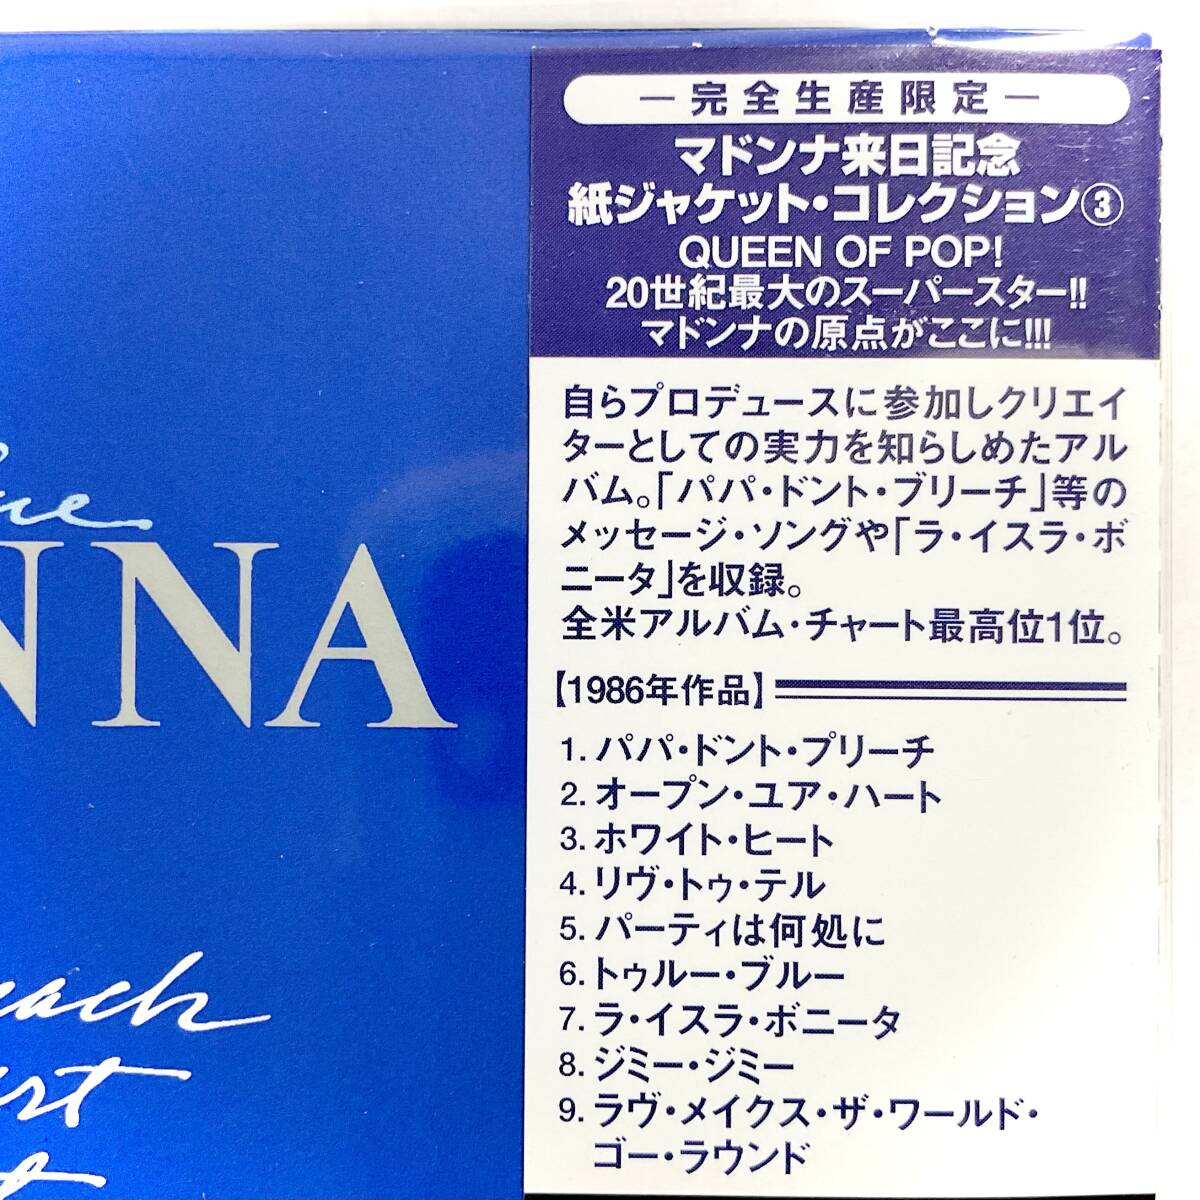 — 完全生産限定 —
マドンナ来日記念
紙ジャケット・コレクション③
QUEEN OF POP!
20世紀最大のスーパースター!!
マドンナの原点がここに!!!
自らプロデュースに参加しクリエイ
ターとしての実力を知らしめたアル
バム。「パパ・ドント・ブリーチ」等の
メッセージ・ソングや「ラ・イスラ・ボ
ニータ」を収録。
全米アルバム・チャート最高位1位。
【1986年作品】
1. パパ・ドント・プリーチ
2. オープン・ユア・ハート
3. ホワイト・ヒート
4. リヴ・トゥ・テル
5. パーティは何処に
6. トゥルー・ブルー
7. ラ・イスラ・ボニータ
8. ジミー・ジミー
9. ラヴ・メイクス・ザ・ワールド・
ゴー・ラウンド
NNA